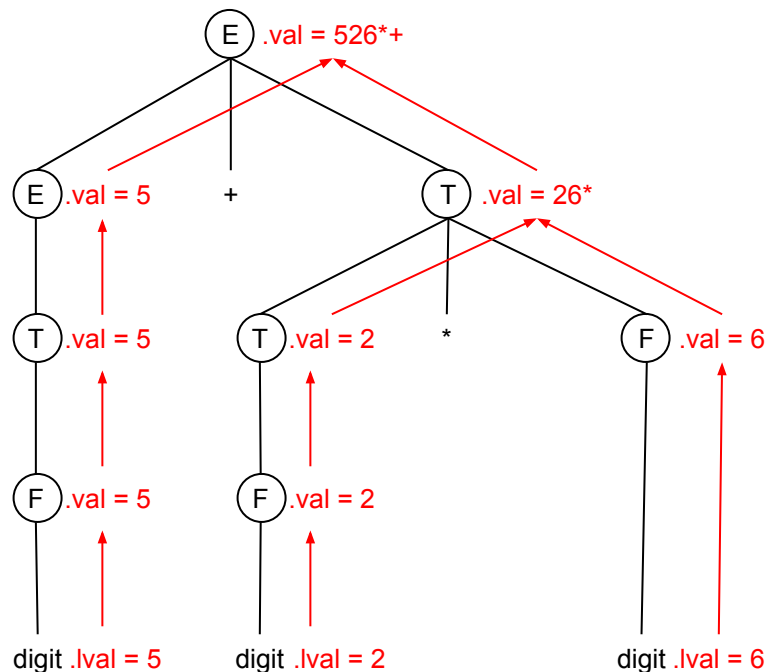 E .val = 526*+
E .val = 5 + T .val = 26*
T .val = 5 T .val = 2 * F .val = 6
F .val = 5 F .val = 2
digit .lval = 5 digit .lval = 2 digit .lval = 6